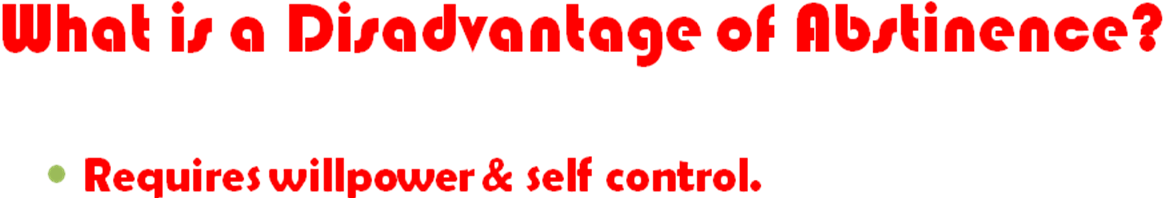 What is a Disadvantage of Abstinence?
Requires willpower & self control.